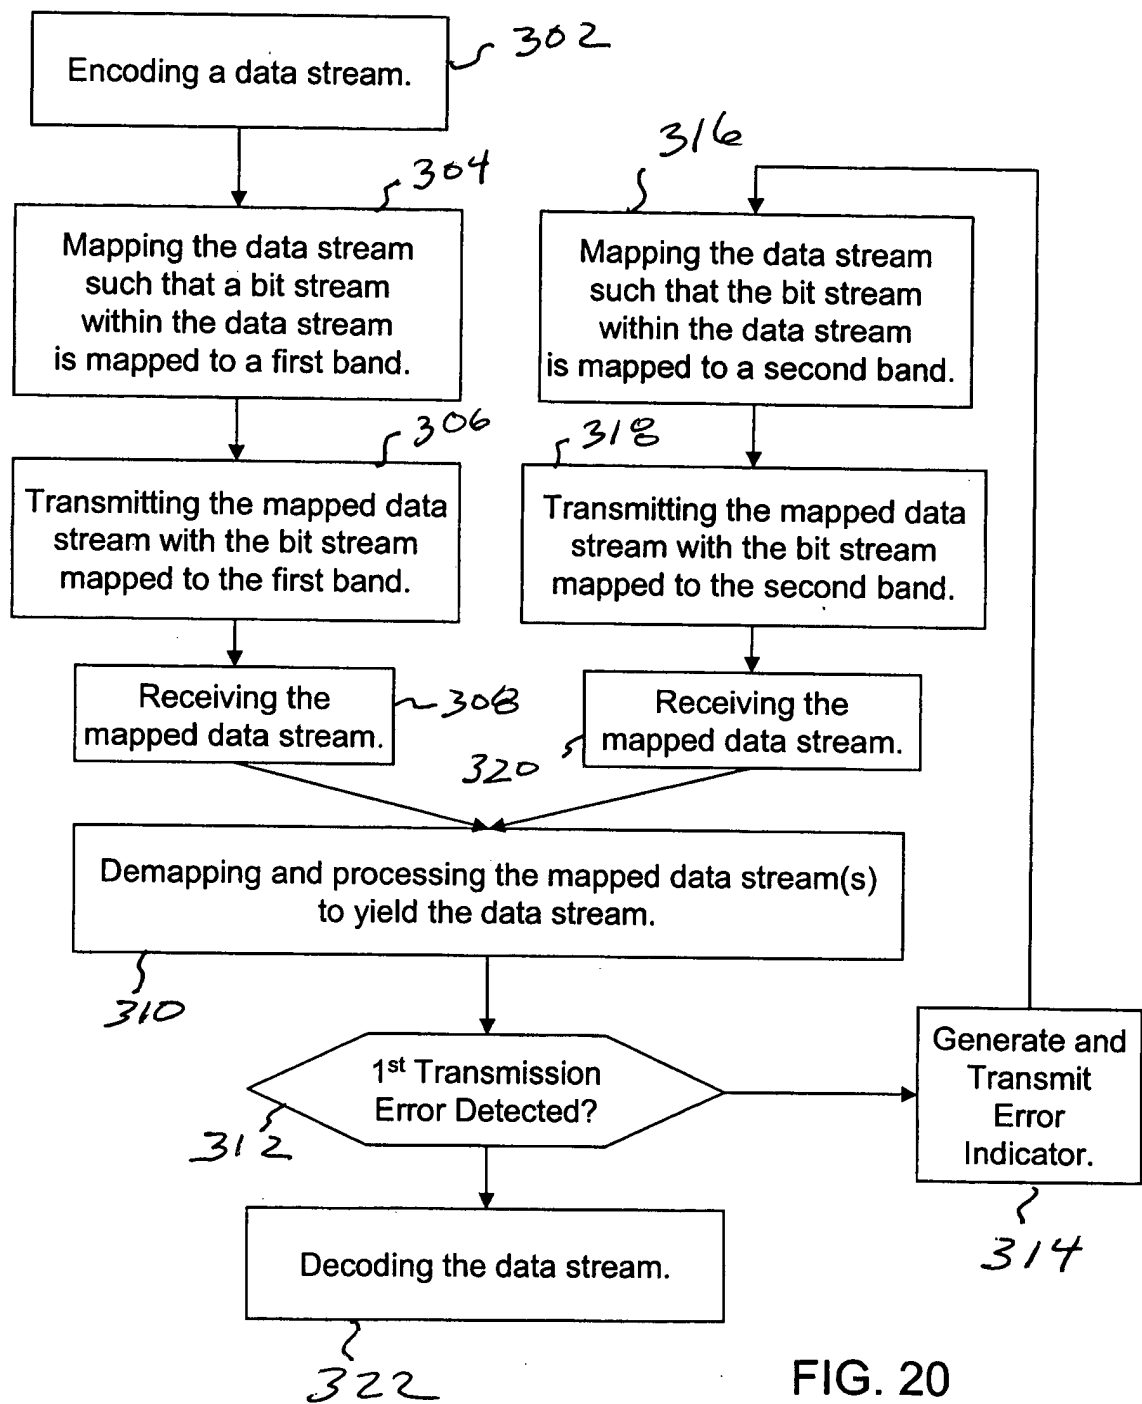 302
Encoding a data stream.
304
Mapping the data stream
such that a bit stream
within the data stream
is mapped to a first band.
306
Transmitting the mapped data
stream with the bit stream
mapped to the first band.
Receiving the
mapped data stream.
308
316
Mapping the data stream
such that the bit stream
within the data stream
is mapped to a second band.
318
Transmitting the mapped data
stream with the bit stream
mapped to the second band.
Receiving the
mapped data stream.
320
Demapping and processing the mapped data stream(s)
to yield the data stream.
310
1st Transmission
Error Detected?
312
Generate and
Transmit
Error
Indicator.
314
Decoding the data stream.
322
FIG. 20